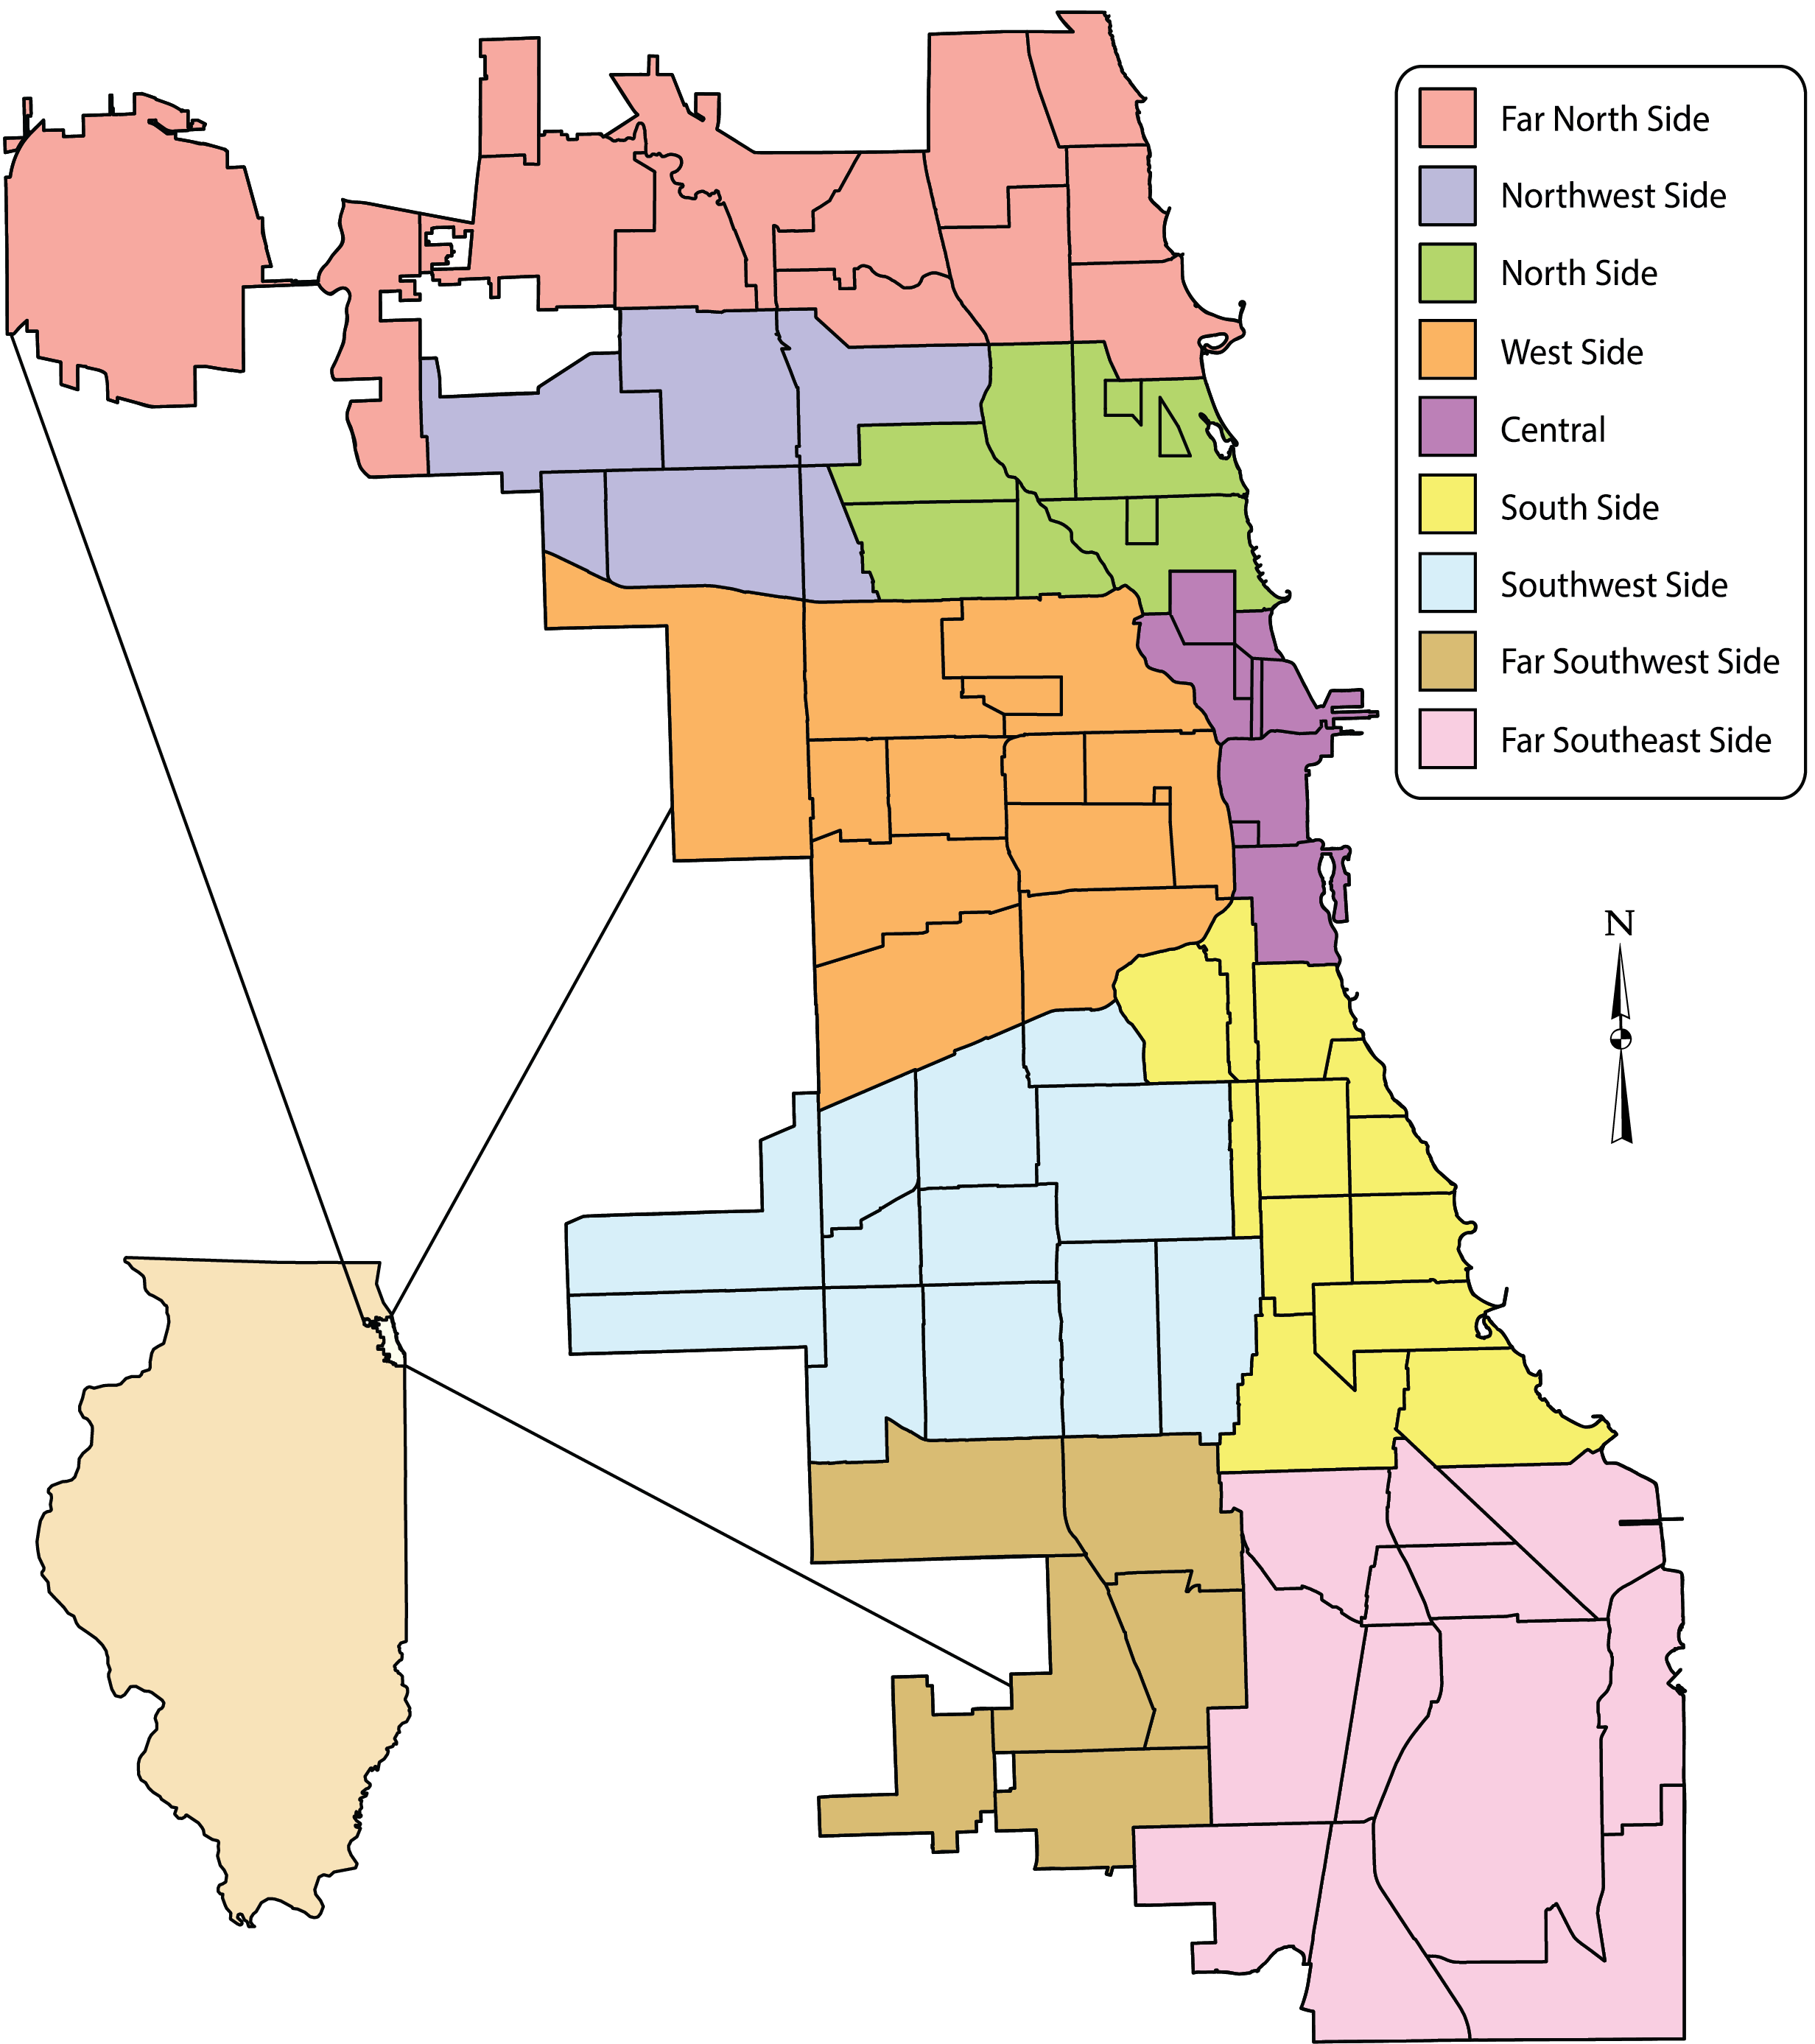 Far North Side
Northwest Side
North Side
West Side
Central
South Side
Southwest Side
Far Southwest Side
Far Southeast Side
N